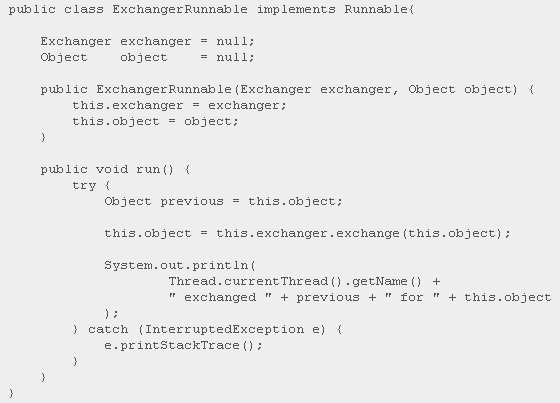 public class ExchangerRunnable implements Runnable{
    Exchanger exchanger = null;
    Object    object    = null;
    public ExchangerRunnable(Exchanger exchanger, Object object) {
        this.exchanger = exchanger;
        this.object = object;
    }
    public void run() {
        try {
            Object previous = this.object;
            this.object = this.exchanger.exchange(this.object);
            System.out.println(
                    Thread.currentThread().getName() +
                    " exchanged " + previous + " for " + this.object
            );
        } catch (InterruptedException e) {
            e.printStackTrace();
        }
    }
}